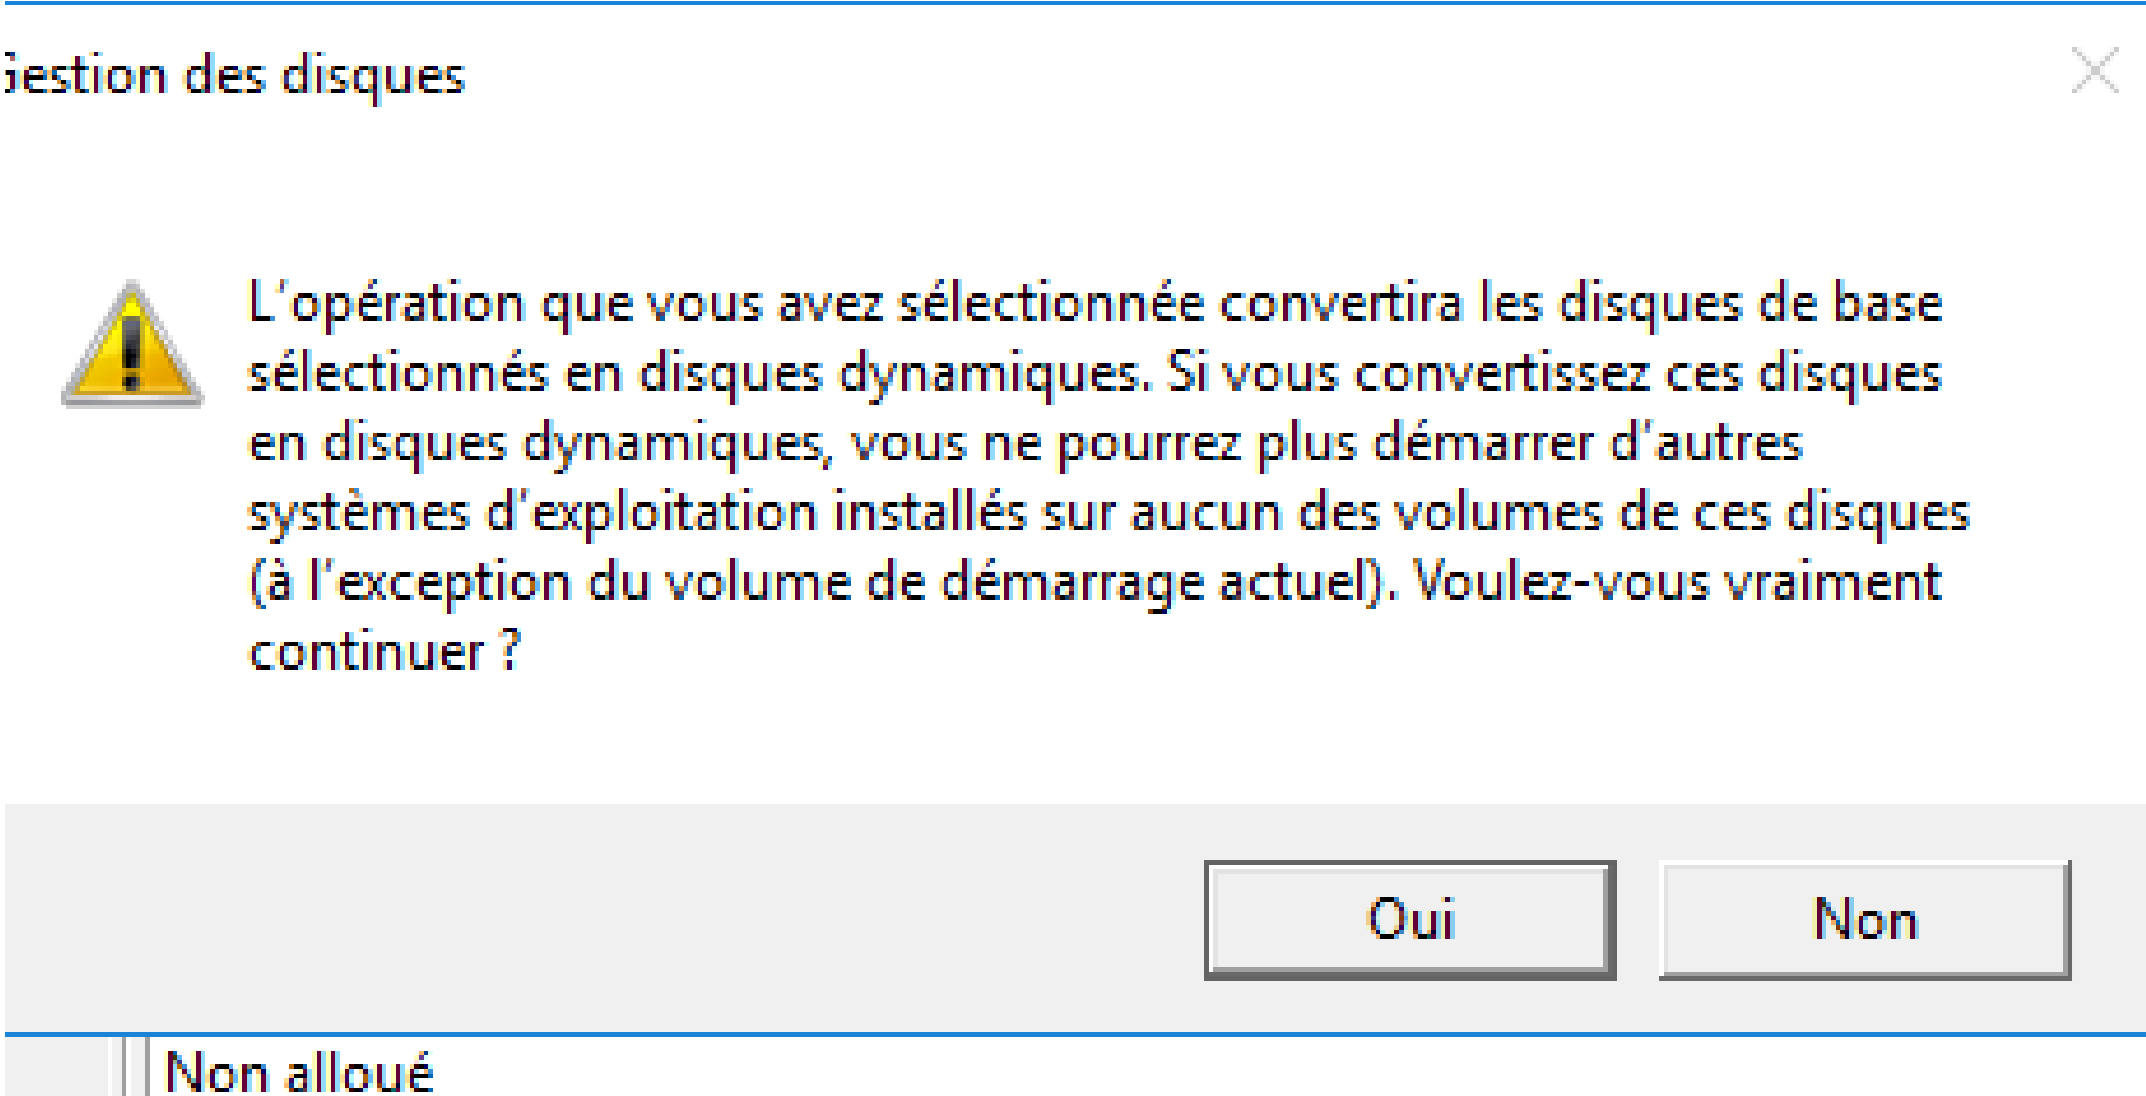 Gestion des disques
L'opération que vous avez sélectionnée convertira les disques de base
sélectionnés en disques dynamiques. Si vous convertissez ces disques
en disques dynamiques, vous ne pourrez plus démarrer d'autres
systèmes d'exploitation installés sur aucun des volumes de ces disques
(à l'exception du volume de démarrage actuel). Voulez-vous vraiment
continuer ?
Oui
Non
Non alloué